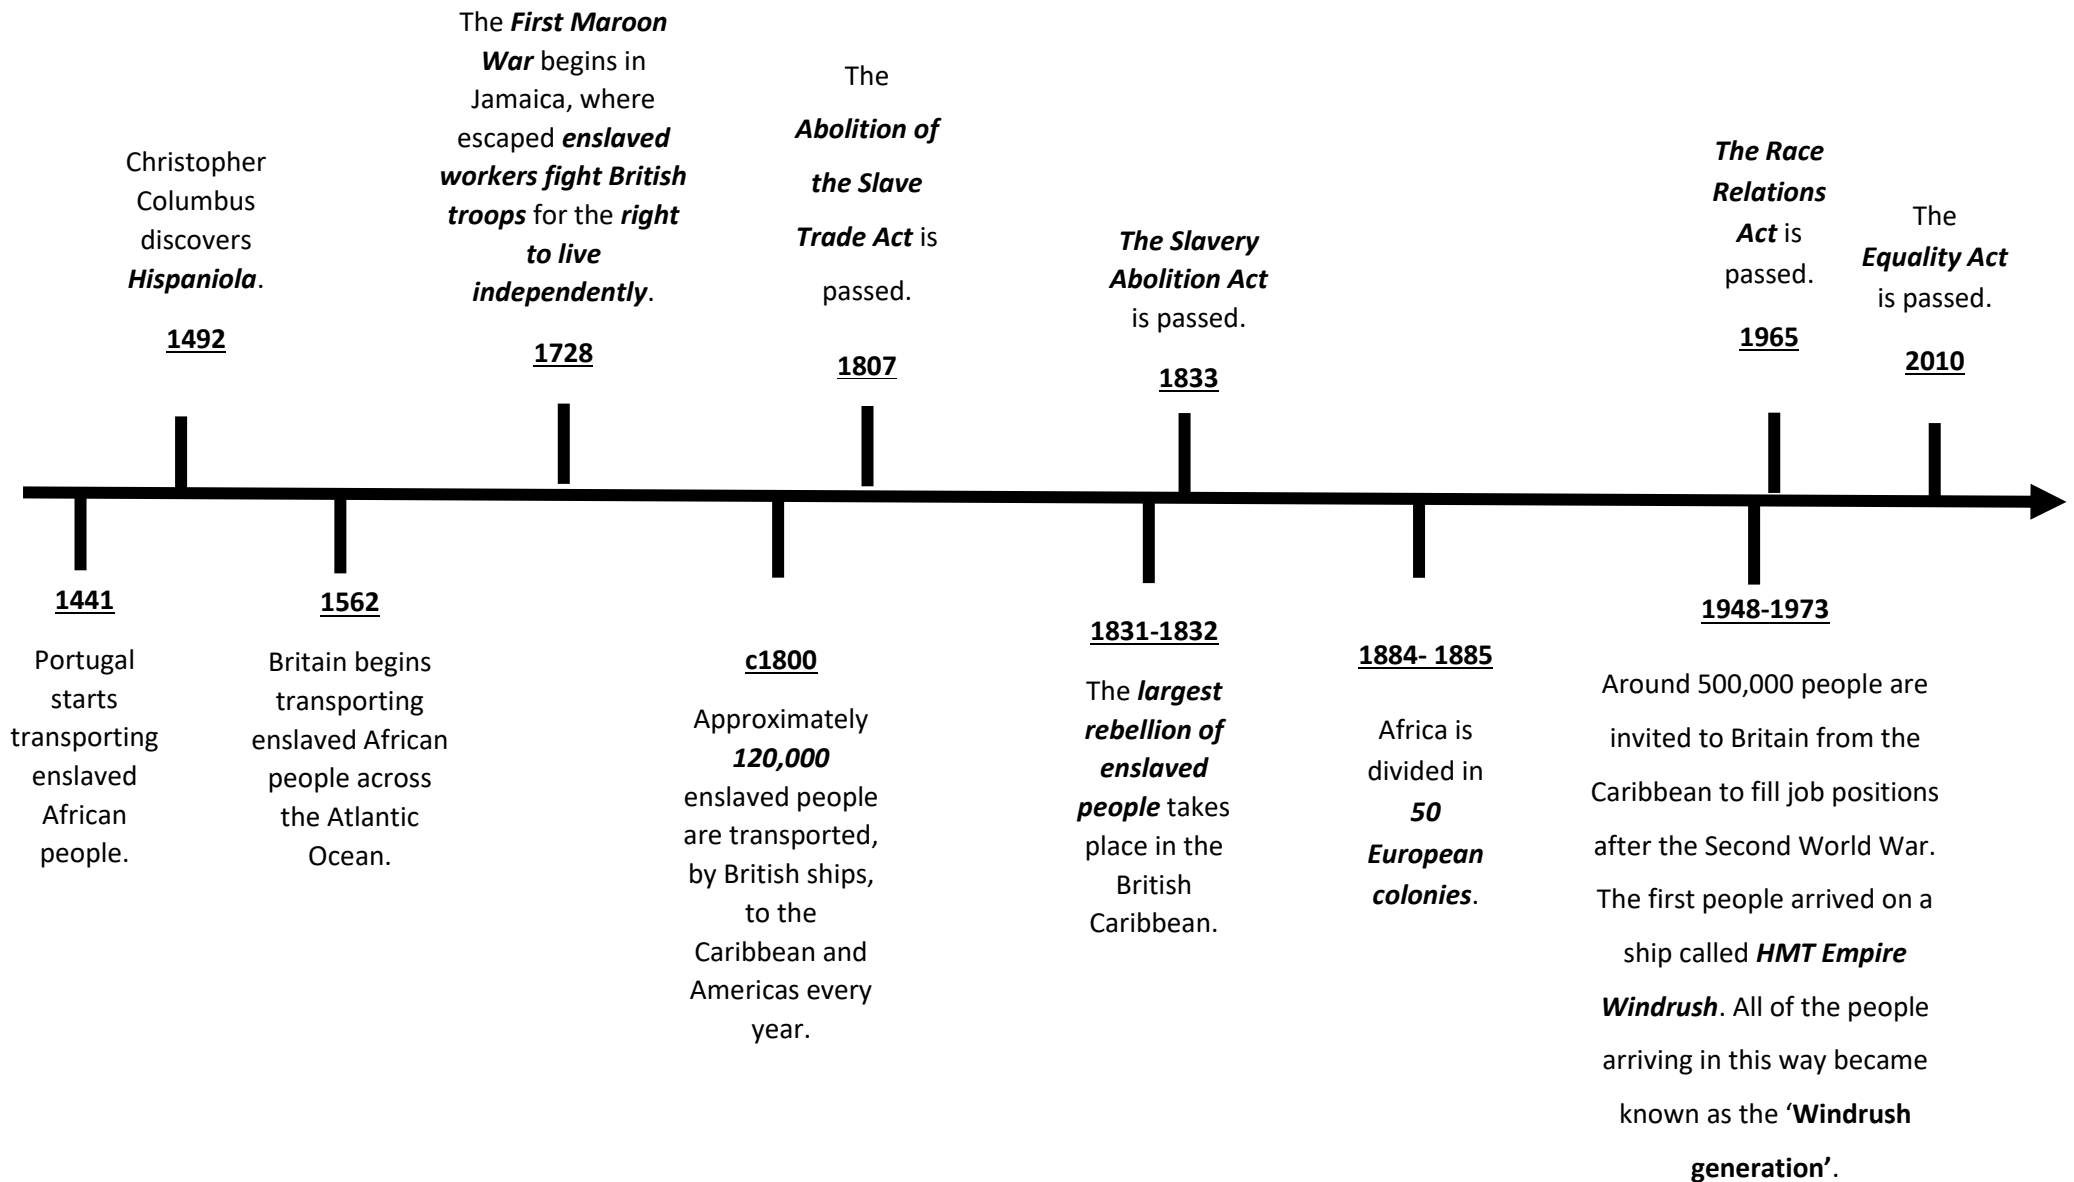 Christopher
Columbus
discovers
Hispaniola.
1492
The First Maroon
War begins in
Jamaica, where
escaped enslaved
workers fight British
troops for the right
to live
independently.
1728
The
Abolition of
the Slave
Trade Act is
passed.
1807
The Slavery
Abolition Act
is passed.
1833
The Race
Relations
Act is
passed.
1965
The
Equality Act
is passed.
2010
1441
Portugal
starts
transporting
enslaved
African
people.
1562
Britain begins
transporting
enslaved African
people across
the Atlantic
Ocean.
c1800
Approximately
120,000
enslaved people
are transported,
by British ships,
to the
Caribbean and
Americas every
year.
1831-1832
The largest
rebellion of
enslaved
people takes
place in the
British
Caribbean.
1884- 1885
Africa is
divided in
50
European
colonies.
1948-1973
Around 500,000 people are
invited to Britain from the
Caribbean to fill job positions
after the Second World War.
The first people arrived on a
ship called HMT Empire
Windrush. All of the people
arriving in this way became
known as the ‘Windrush
generation’.